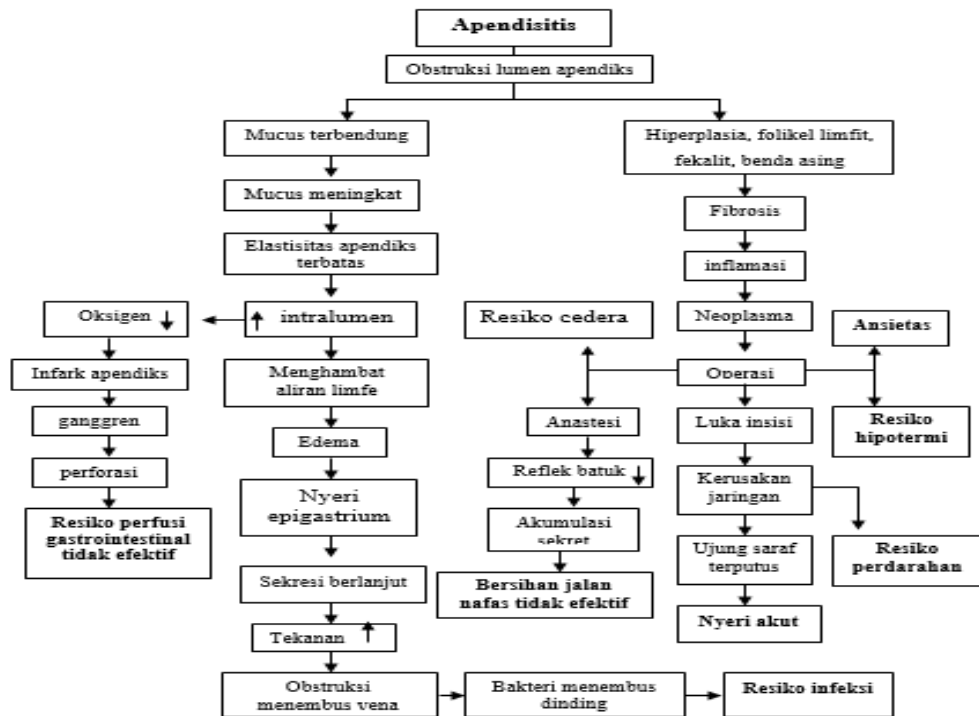 Apendisitis
Obstruksi lumen apendiks
Mucus terbendung
Hiperplasia, folikel limfit,
fekalit, benda asing
Mucus meningkat
Fibrosis
Elastisitas apendiks
terbatas
inflamasi
Oksigen ↓
↑ intralumen
Resiko cedera
Neoplasma
Ansietas
Infark apendiks
Menghambat
aliran limfe
Operasi
ganggren
Edema
Anastesi
Luka insisi
Resiko
hipotermi
perforasi
Nyeri
epigastrium
Reflek batuk ↓
Kerusakan
jaringan
Resiko perfusi
gastrointestinal
tidak efektif
Akumulasi
sekret
Ujung saraf
terputus
Resiko
perdarahan
Sekresi berlanjut
Bersihan jalan
nafas tidak efektif
Nyeri akut
Tekanan ↑
Obstruksi
menembus vena
Bakteri menembus
dinding
Resiko infeksi